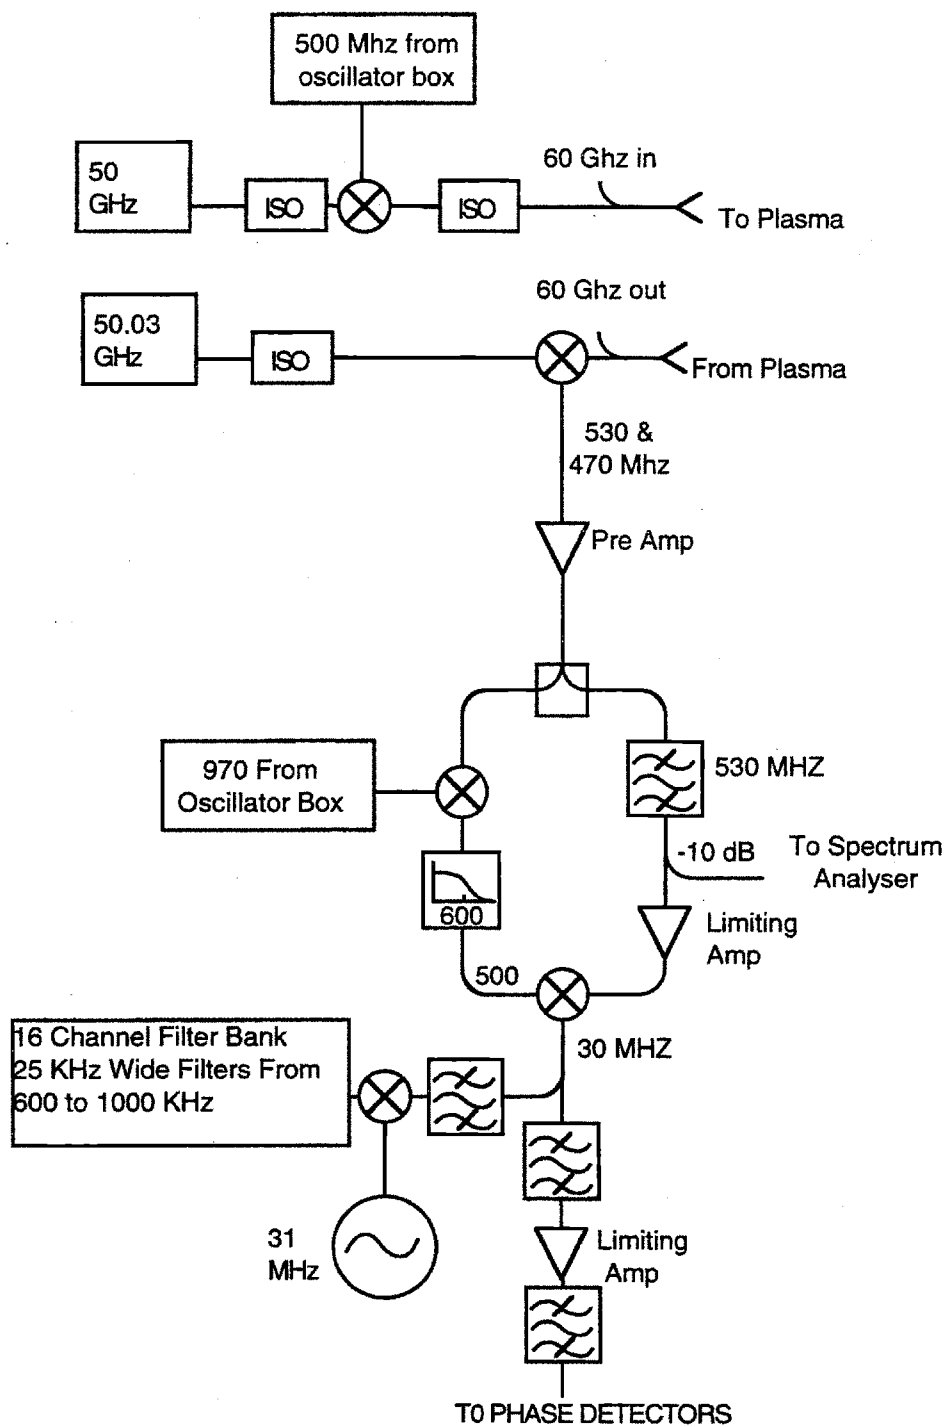 500 Mhz from
oscillator box
50
GHz
ISO
ISO
60 Ghz in
To Plasma
50.03
GHz
ISO
60 Ghz out
From Plasma
530 &
470 Mhz
Pre Amp
970 From
Oscillator Box
530 MHZ
-10 dB
To Spectrum
Analyser
600
Limiting
Amp
500
30 MHZ
16 Channel Filter Bank
25 KHz Wide Filters From
600 to 1000 KHz
31
MHz
Limiting
Amp
T0 PHASE DETECTORS